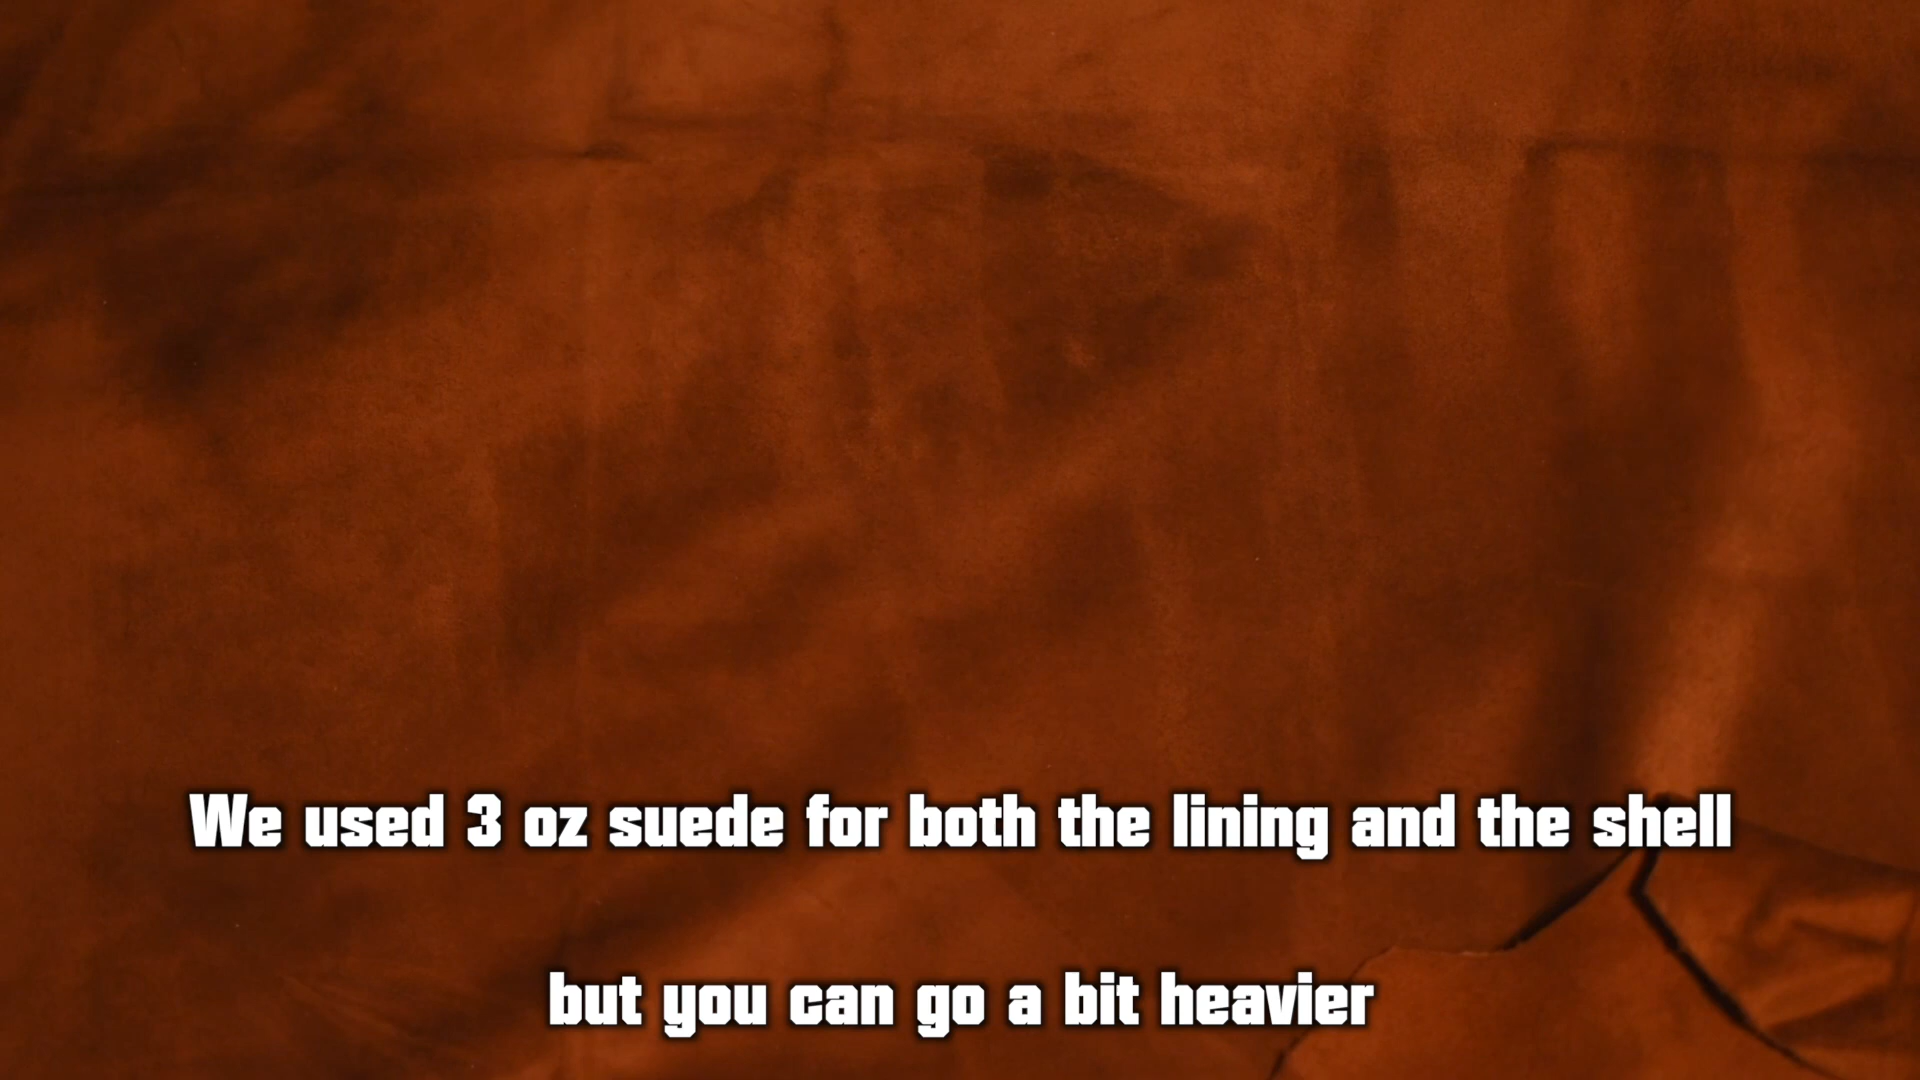 We used 3 oz suede for both the lining and the shell
but you can go a bit heavier